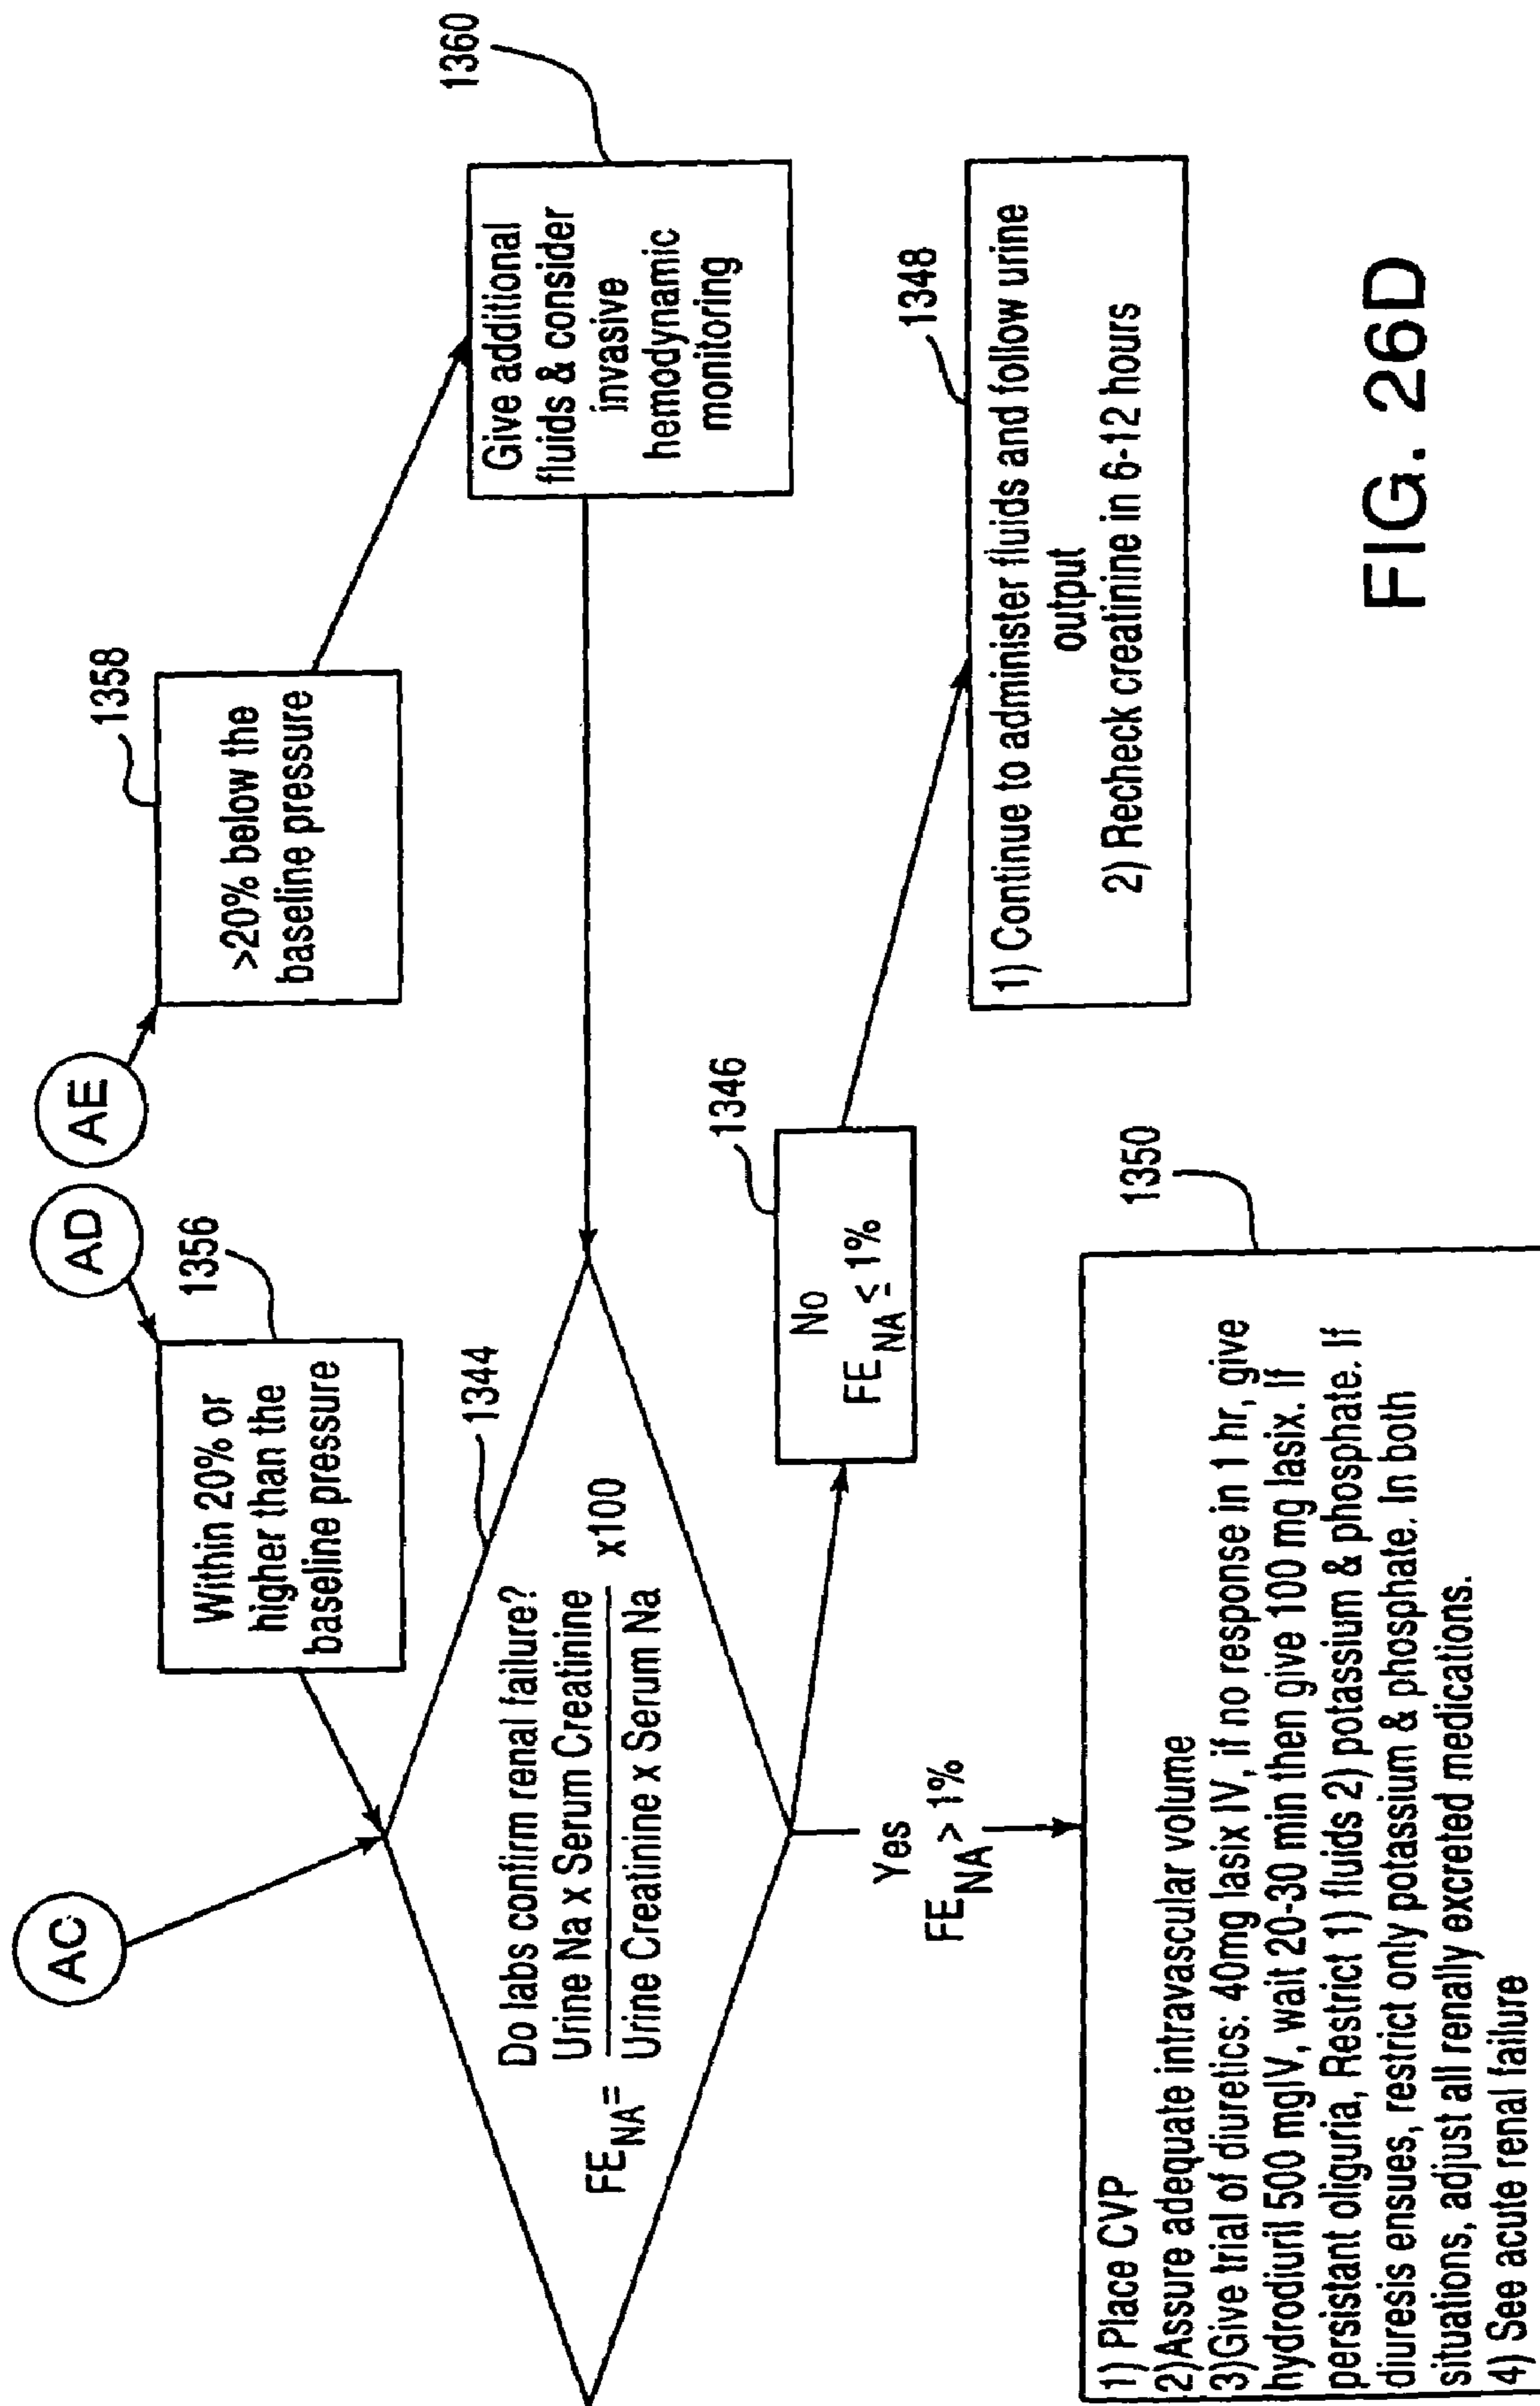 AC
AD
AE
1356
Within 20% or
higher than the
baseline pressure
1358
>20% below the
baseline pressure
1360
Give additional
fluids & consider
invasive
hemodynamic
monitoring
1344
Do labs confirm renal failure?
FE NA = Urine Na x Serum Creatinine x100
Urine Creatinine x Serum Na
1346
No
FE NA ≤ 1%
1348
1) Continue to administer fluids and follow urine
output
2) Recheck creatinine in 6-12 hours
Yes
FE NA > 1%
1350
1) Place CVP
2)Assure adequate intravascular volume
3)Give trial of diuretics: 40mg lasix IV, if no response in 1 hr, give
hydrodiuril 500 mgIV, wait 20-30 min then give 100 mg lasix. If
persistant oliguria, Restrict 1) fluids 2) potassium & phosphate. If
diuresis ensues, restrict only potassium & phosphate. In both
situations, adjust all renally excreted medications.
4) See acute renal failure
FIG. 26D